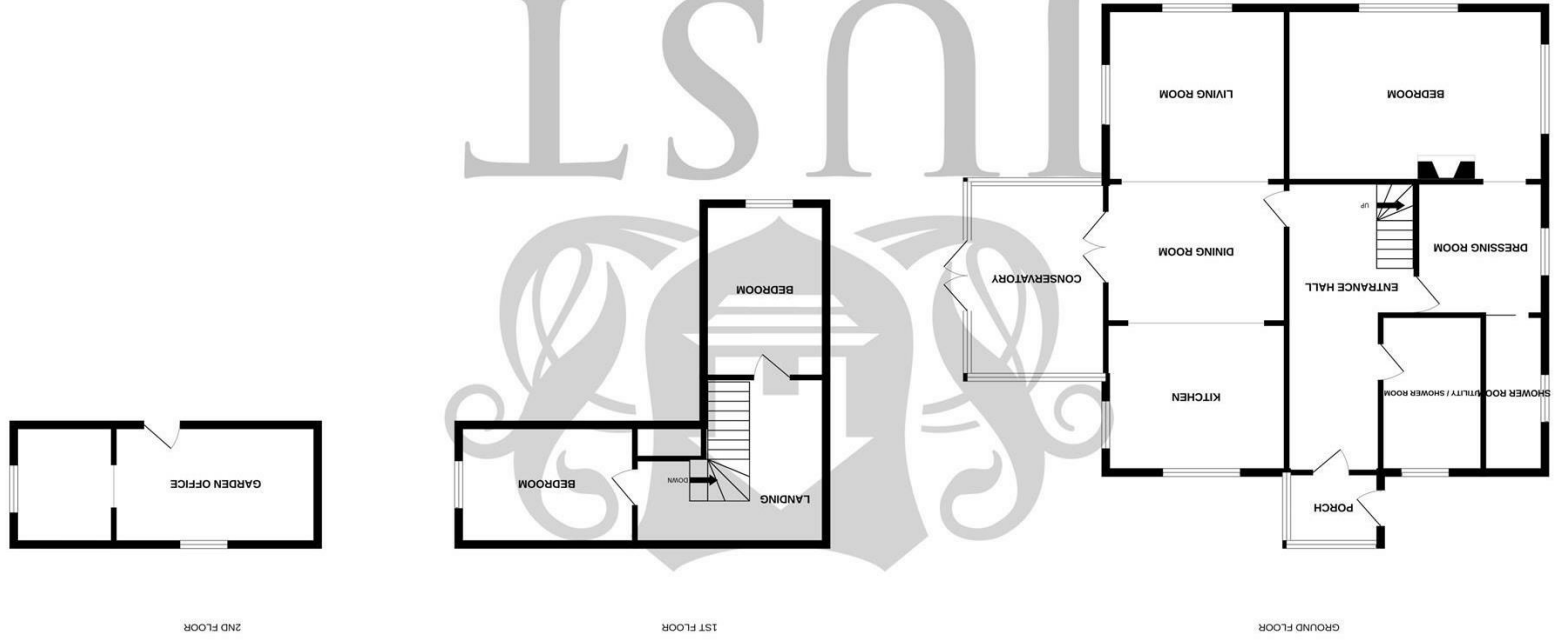 GROUND FLOOR
PORCH
SHOWER ROOM
UTILITY / SHOWER ROOM
KITCHEN
ENTRANCE HALL
DRESSING ROOM
DINING ROOM
CONSERVATORY
UP
BEDROOM
LIVING ROOM
1ST FLOOR
LANDING
DOWN
BEDROOM
BEDROOM
2ND FLOOR
GARDEN OFFICE
JUST